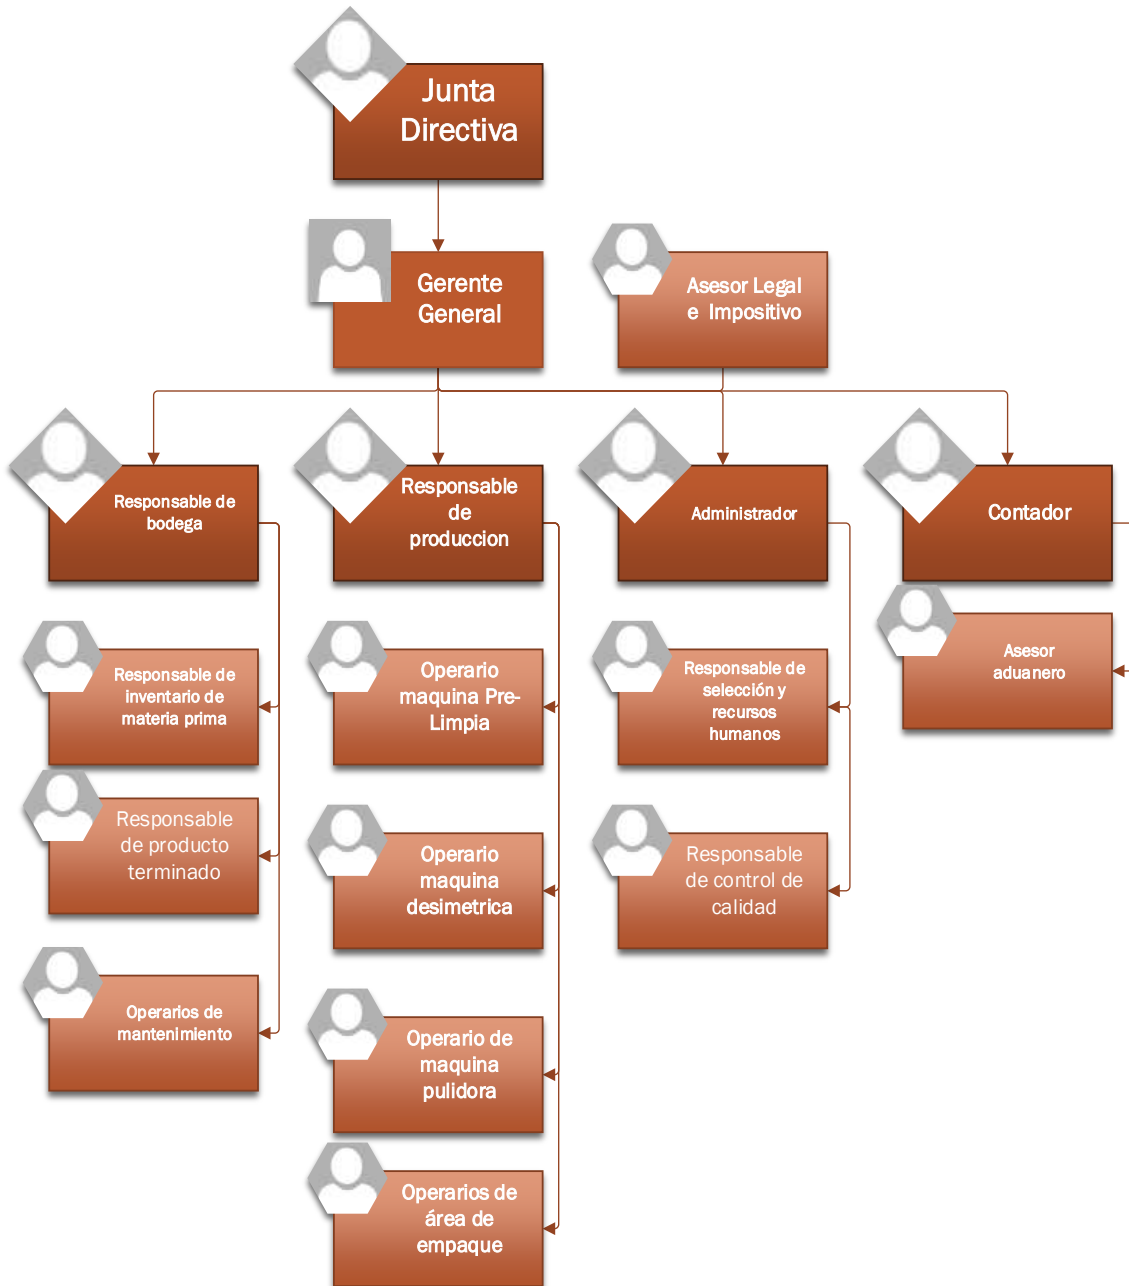 Junta
Directiva
Gerente
General
Asesor Legal
e Impositivo
Responsable de
bodega
Responsable
de
produccion
Administrador
Contador
Responsable de
inventario de
materia prima
Operario
maquina Pre-
Limpia
Responsable de
selección y
recursos
humanos
Asesor
aduanero
Responsable
de producto
terminado
Operario
maquina
desimetrica
Responsable
de control de
calidad
Operarios de
mantenimiento
Operario de
maquina
pulidora
Operarios de
área de
empaque